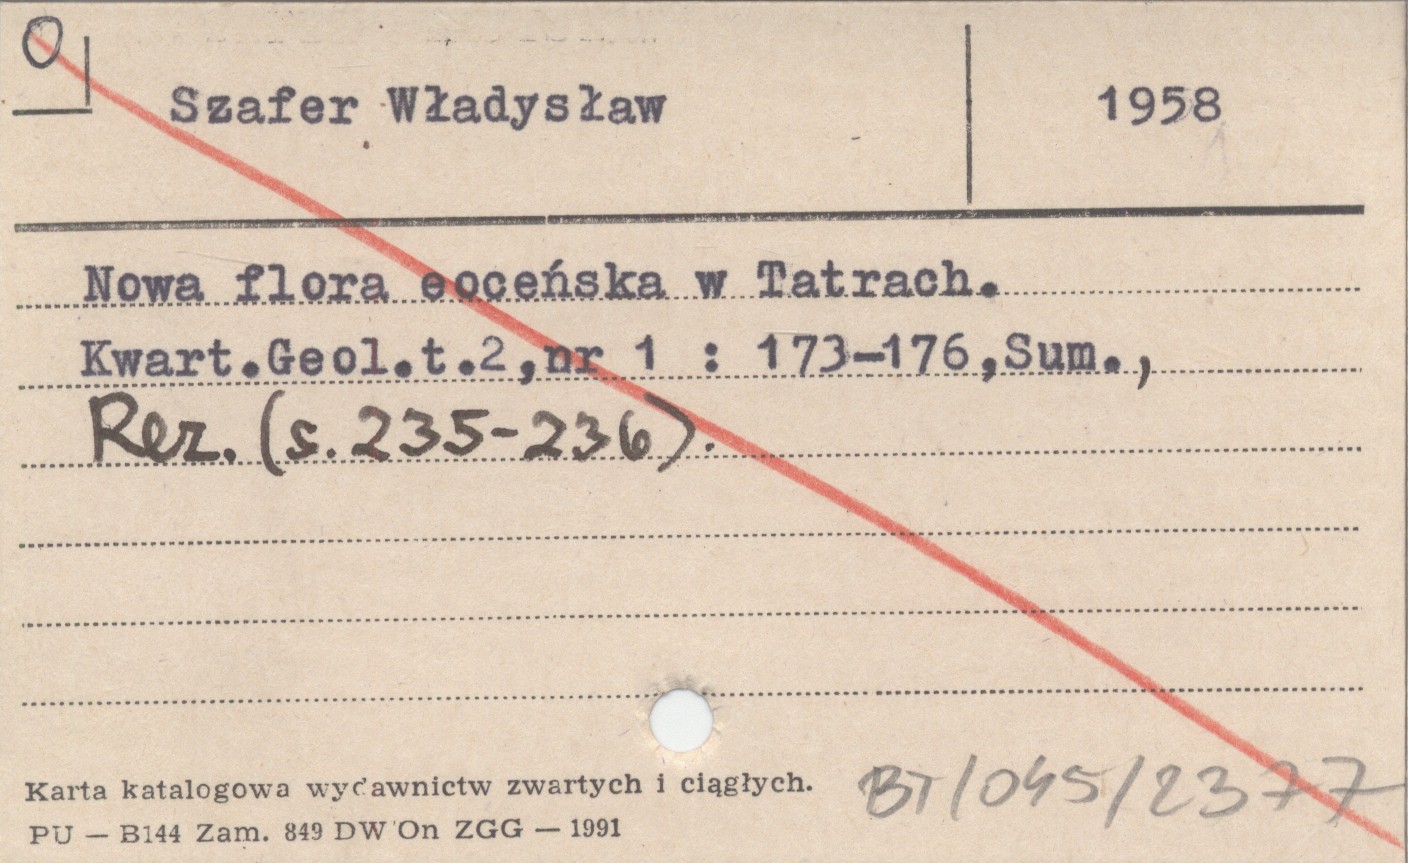 0
Szafer Władysław
1958
Nowa flora eoceńska w Tatrach.
Kwart.Geol.t.2,nr 1 : 173-176,Sum.,
Rez. (s. 235-236).
Karta katalogowa wydawnictw zwartych i ciągłych.
PU — B144 Zam. 849 DW On ZGG — 1991
BT/045/2377